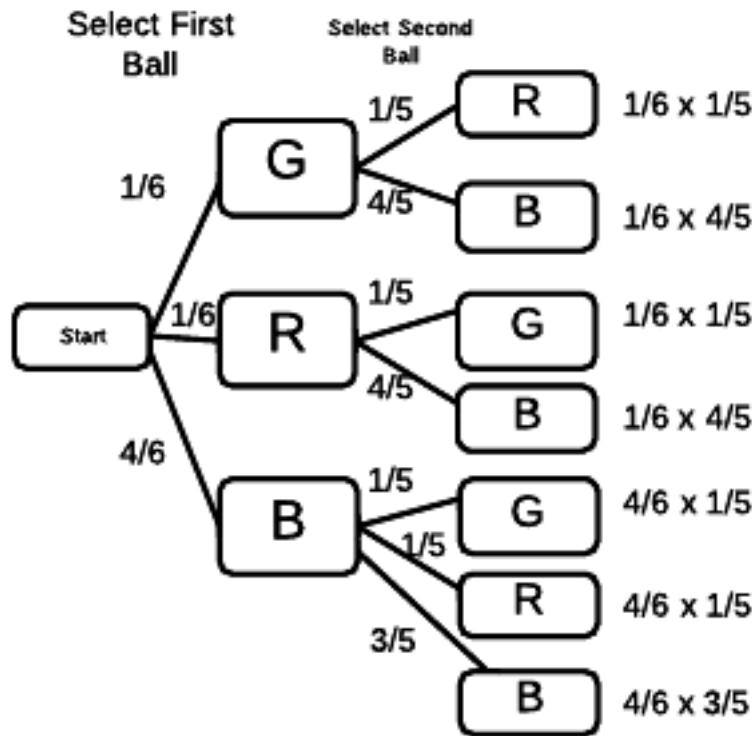 Select First
Ball
Select Second
Ball
1/5
R
1/6 x 1/5
G
1/6
4/5
B
1/6 x 4/5
1/5
G
1/6 x 1/5
1/6
R
Start
4/5
B
1/6 x 4/5
4/6
1/5
G
4/6 x 1/5
B
1/5
R
4/6 x 1/5
3/5
B
4/6 x 3/5